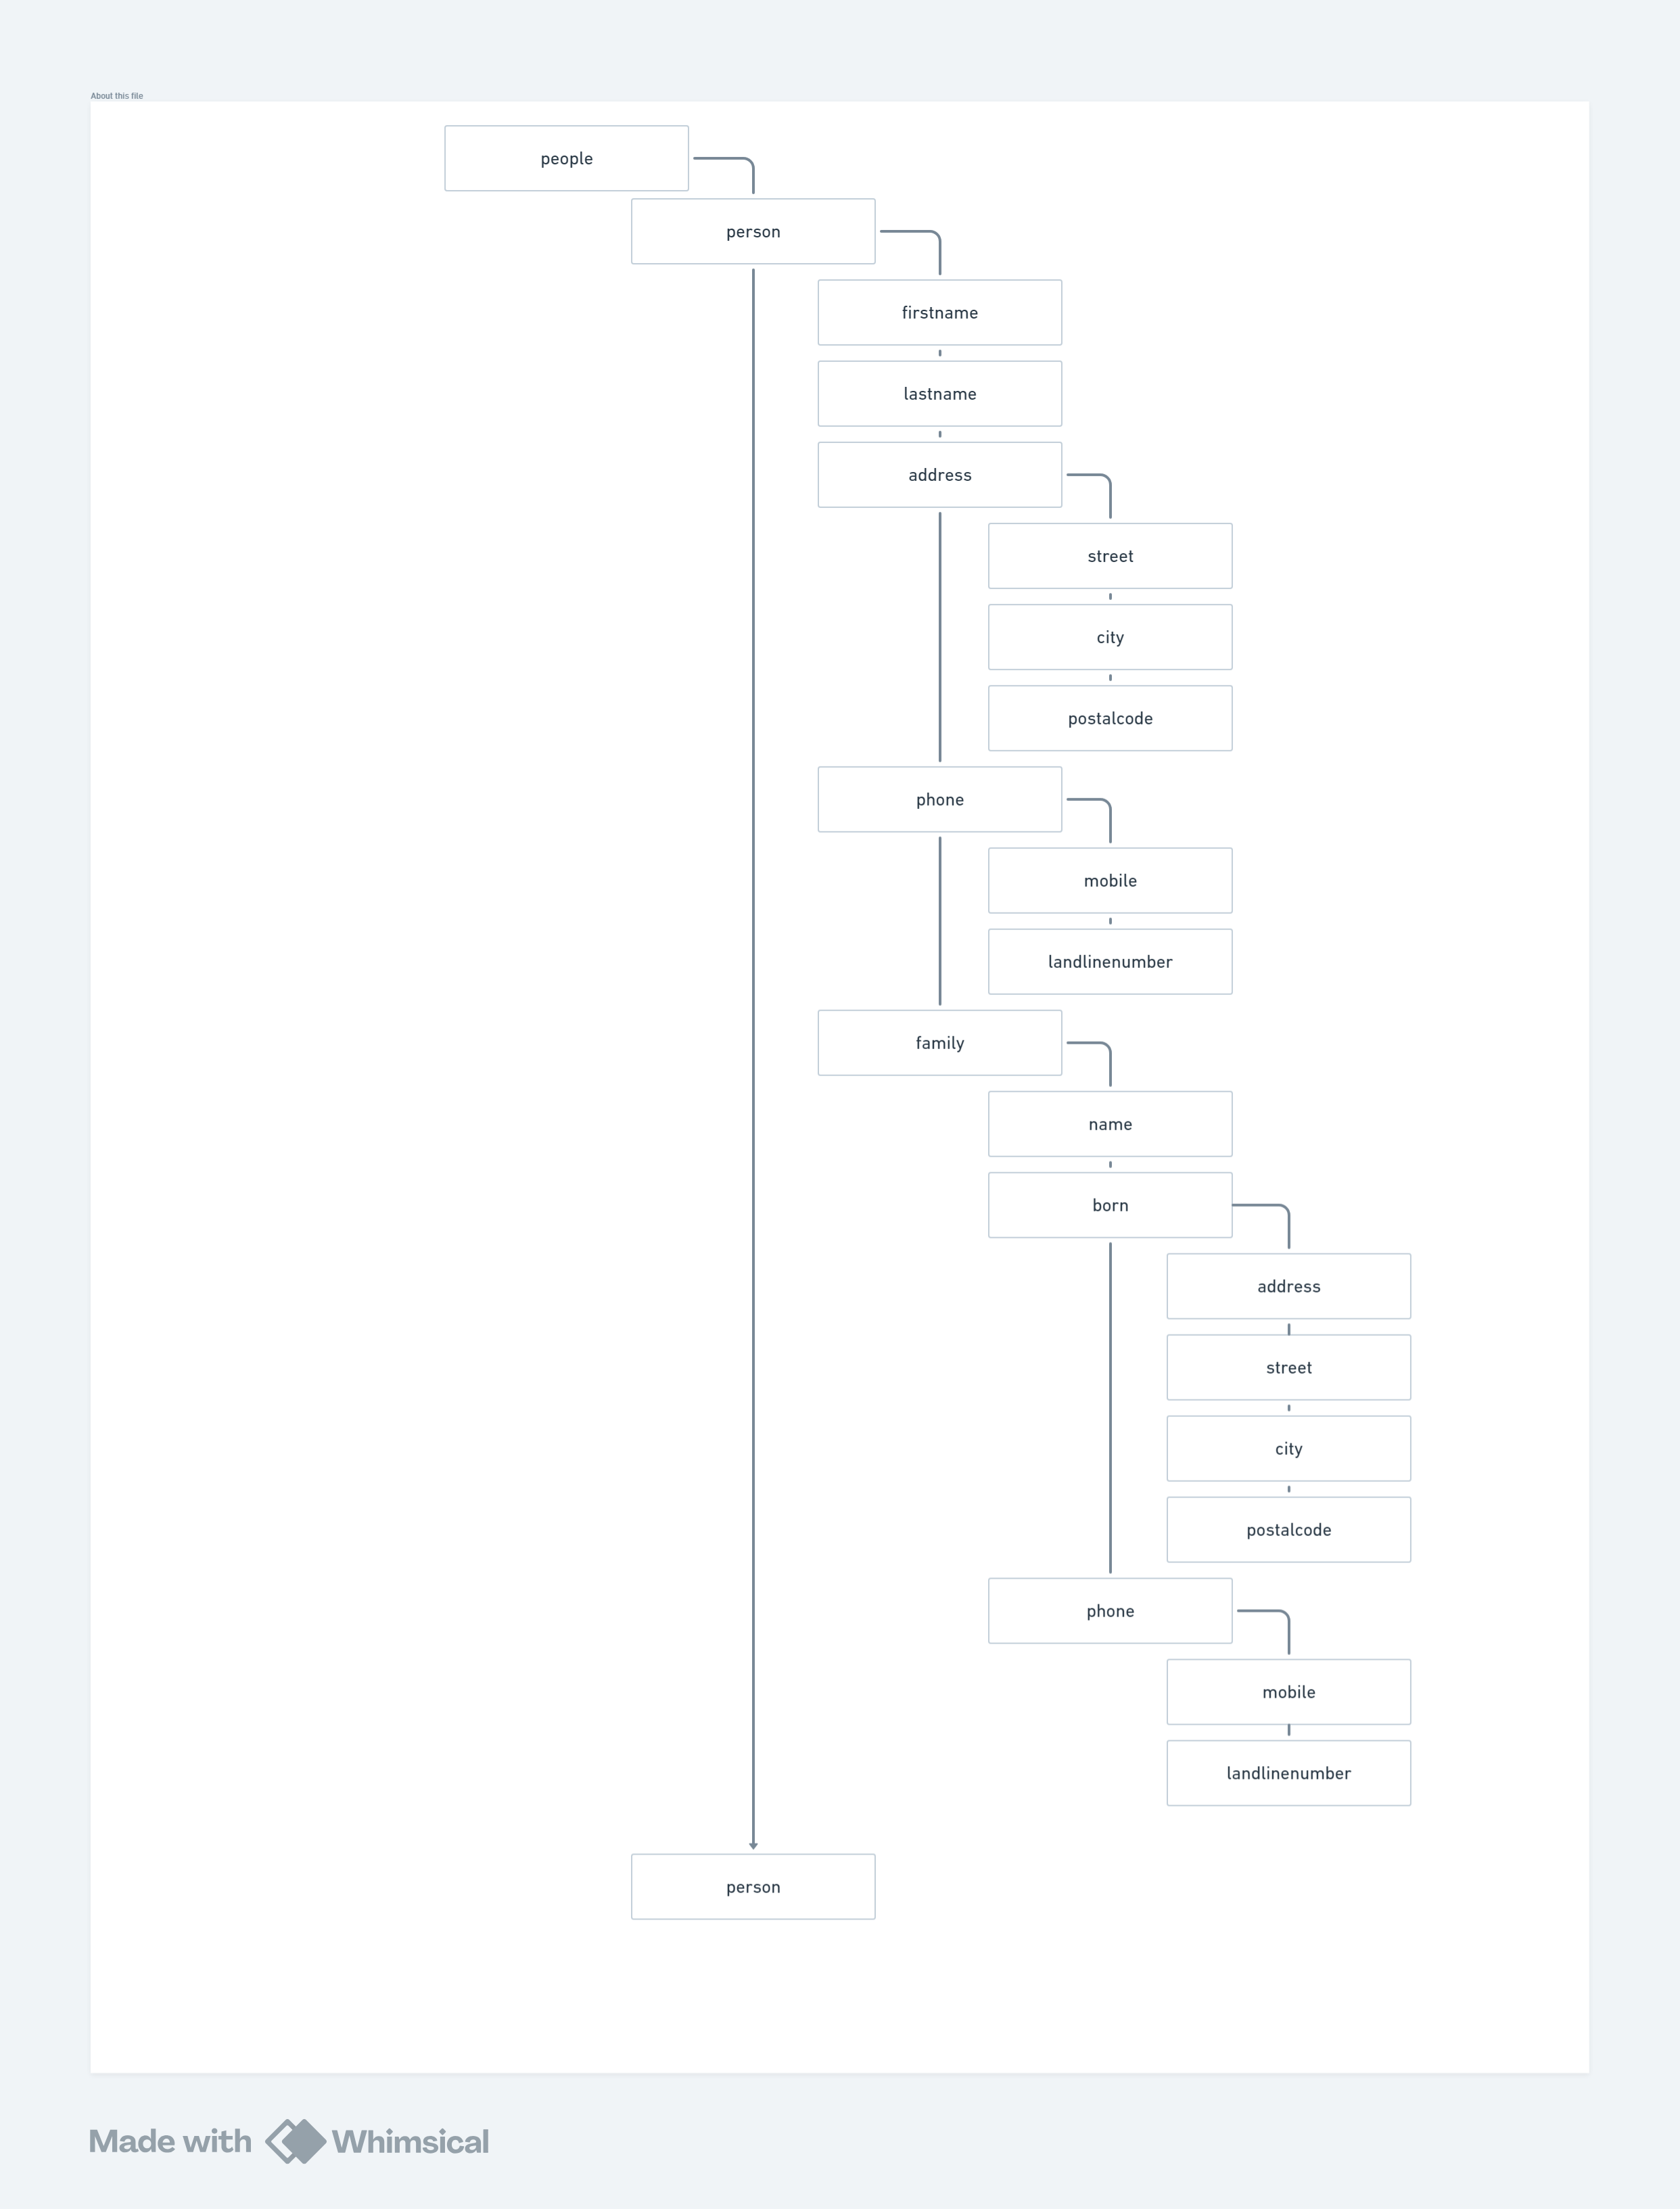 About this file
people
person
firstname
lastname
address
street
city
postalcode
phone
mobile
landlinenumber
family
name
born
address
street
city
postalcode
phone
mobile
landlinenumber
person
Made with Whimsical